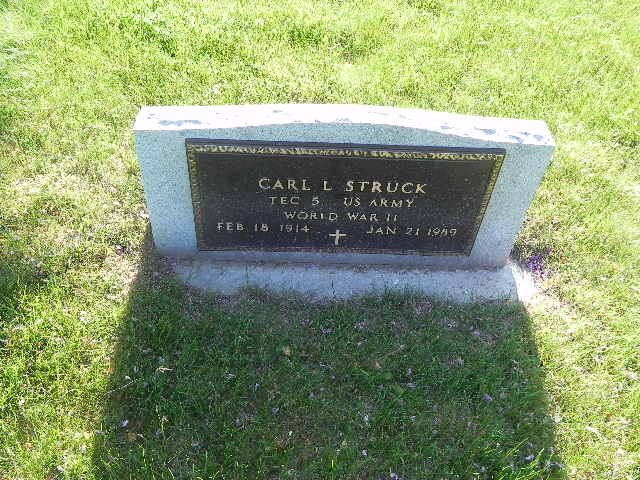 CARL L STRUCK
TEC 5 US ARMY
WORLD WAR II
FEB 18 1914 JAN 21 1989